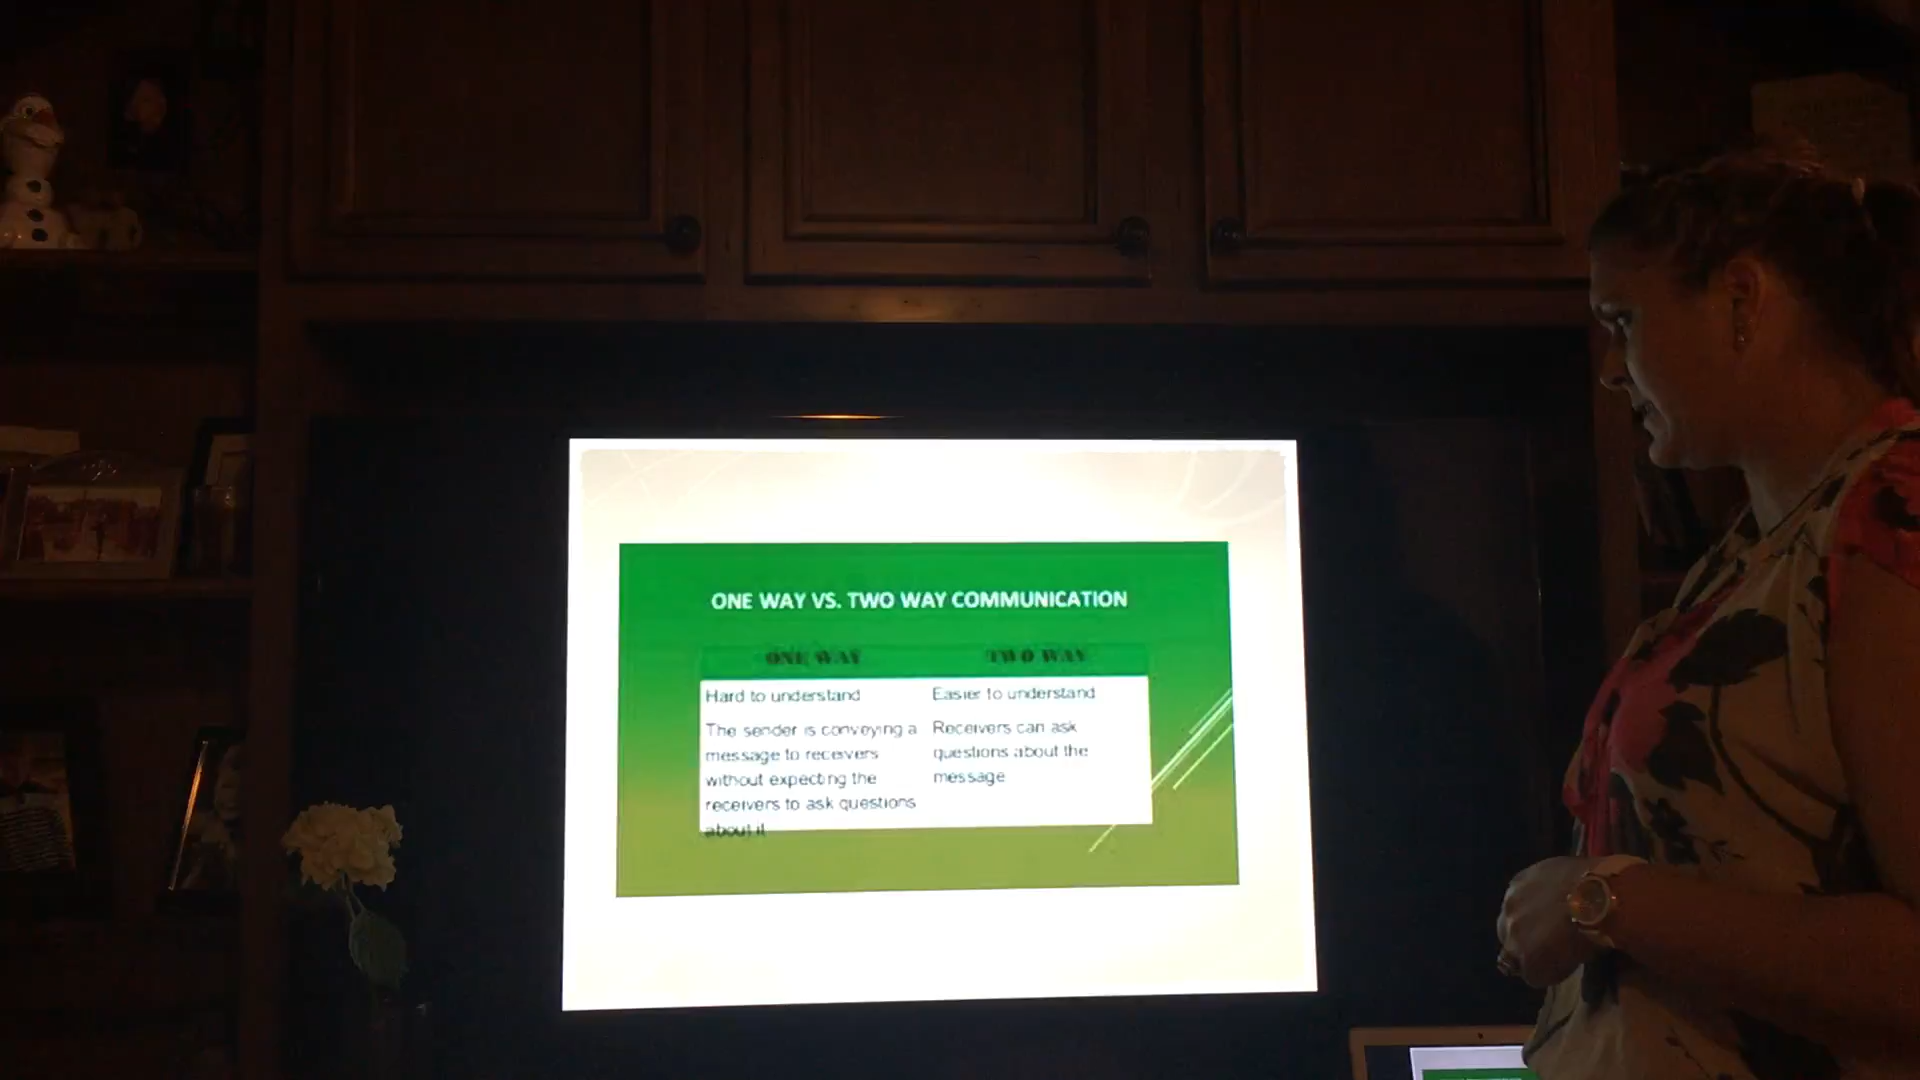 ONE WAY VS. TWO WAY COMMUNICATION
ONE WAY
TWO WAY
Hard to understand
Easier to understand
The sender is conveying a
message to receivers
without expecting the
receivers to ask questions
about it
Receivers can ask
questions about the
message